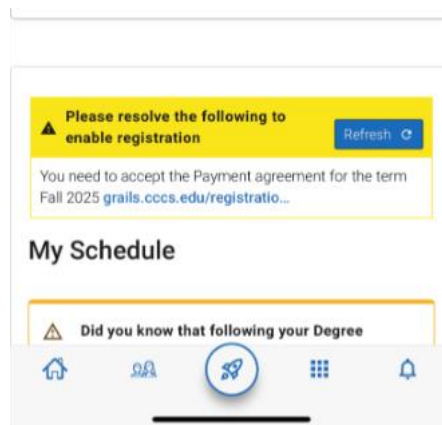 Please resolve the following to
enable registration
Refresh
You need to accept the Payment agreement for the term
Fall 2025 grails.cccs.edu/registratio...
My Schedule
Did you know that following your Degree